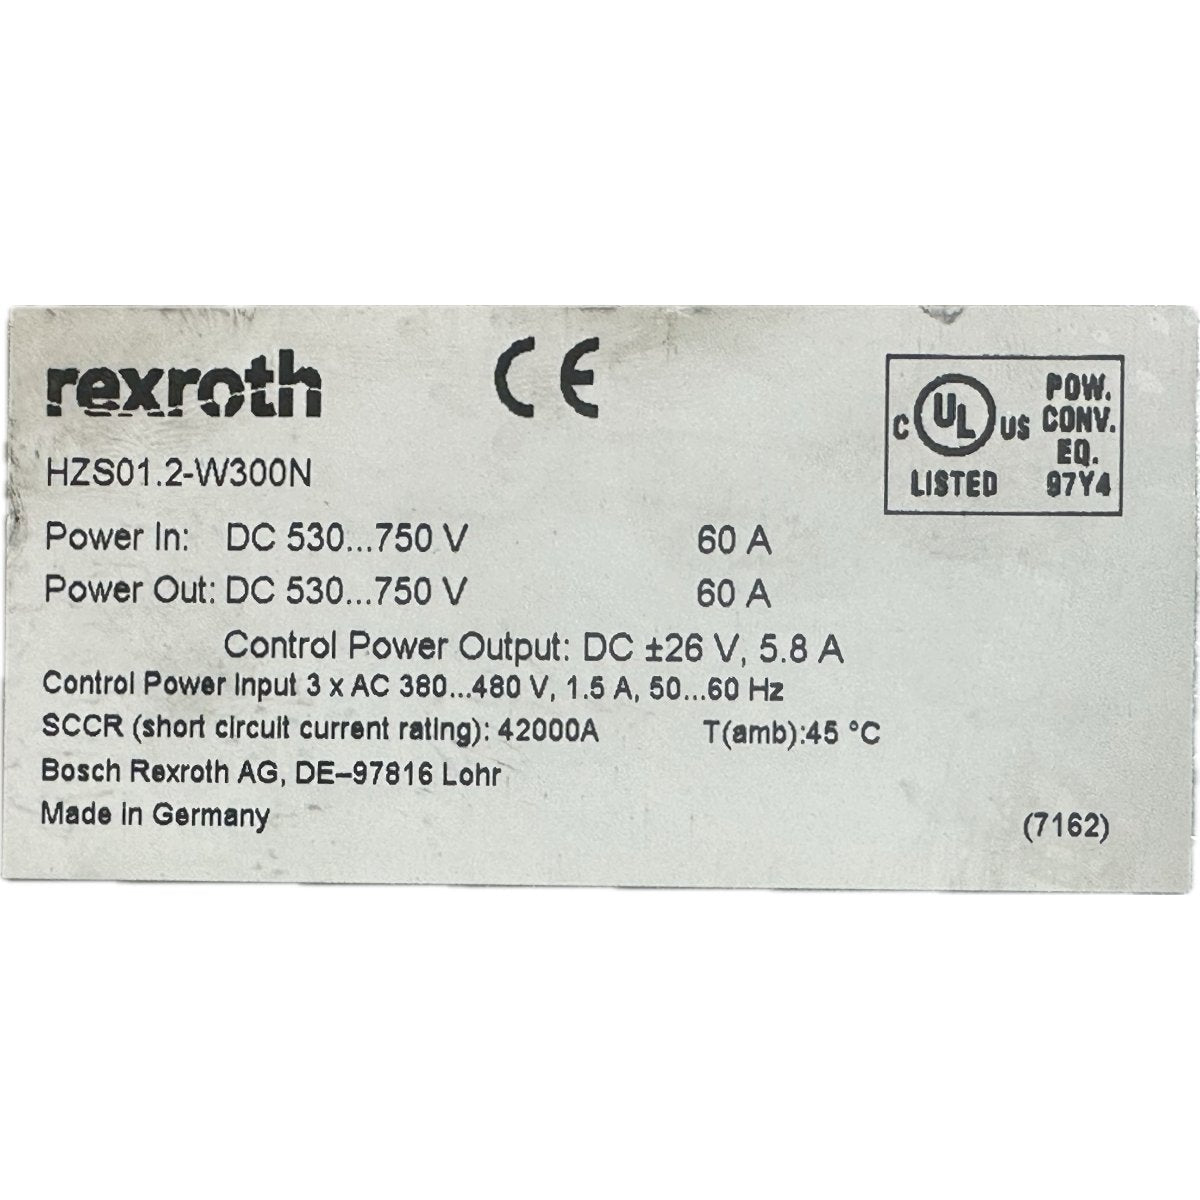 rexroth
CE
C UL US
LISTED
POW.
CONV.
EQ.
97Y4
HZS01.2-W300N
Power In: DC 530...750 V 60 A
Power Out: DC 530...750 V 60 A
Control Power Output: DC ±26 V, 5.8 A
Control Power Input 3 x AC 380...480 V, 1.5 A, 50...60 Hz
SCCR (short circuit current rating): 42000A T(amb):45 °C
Bosch Rexroth AG, DE–97816 Lohr
Made in Germany (7162)